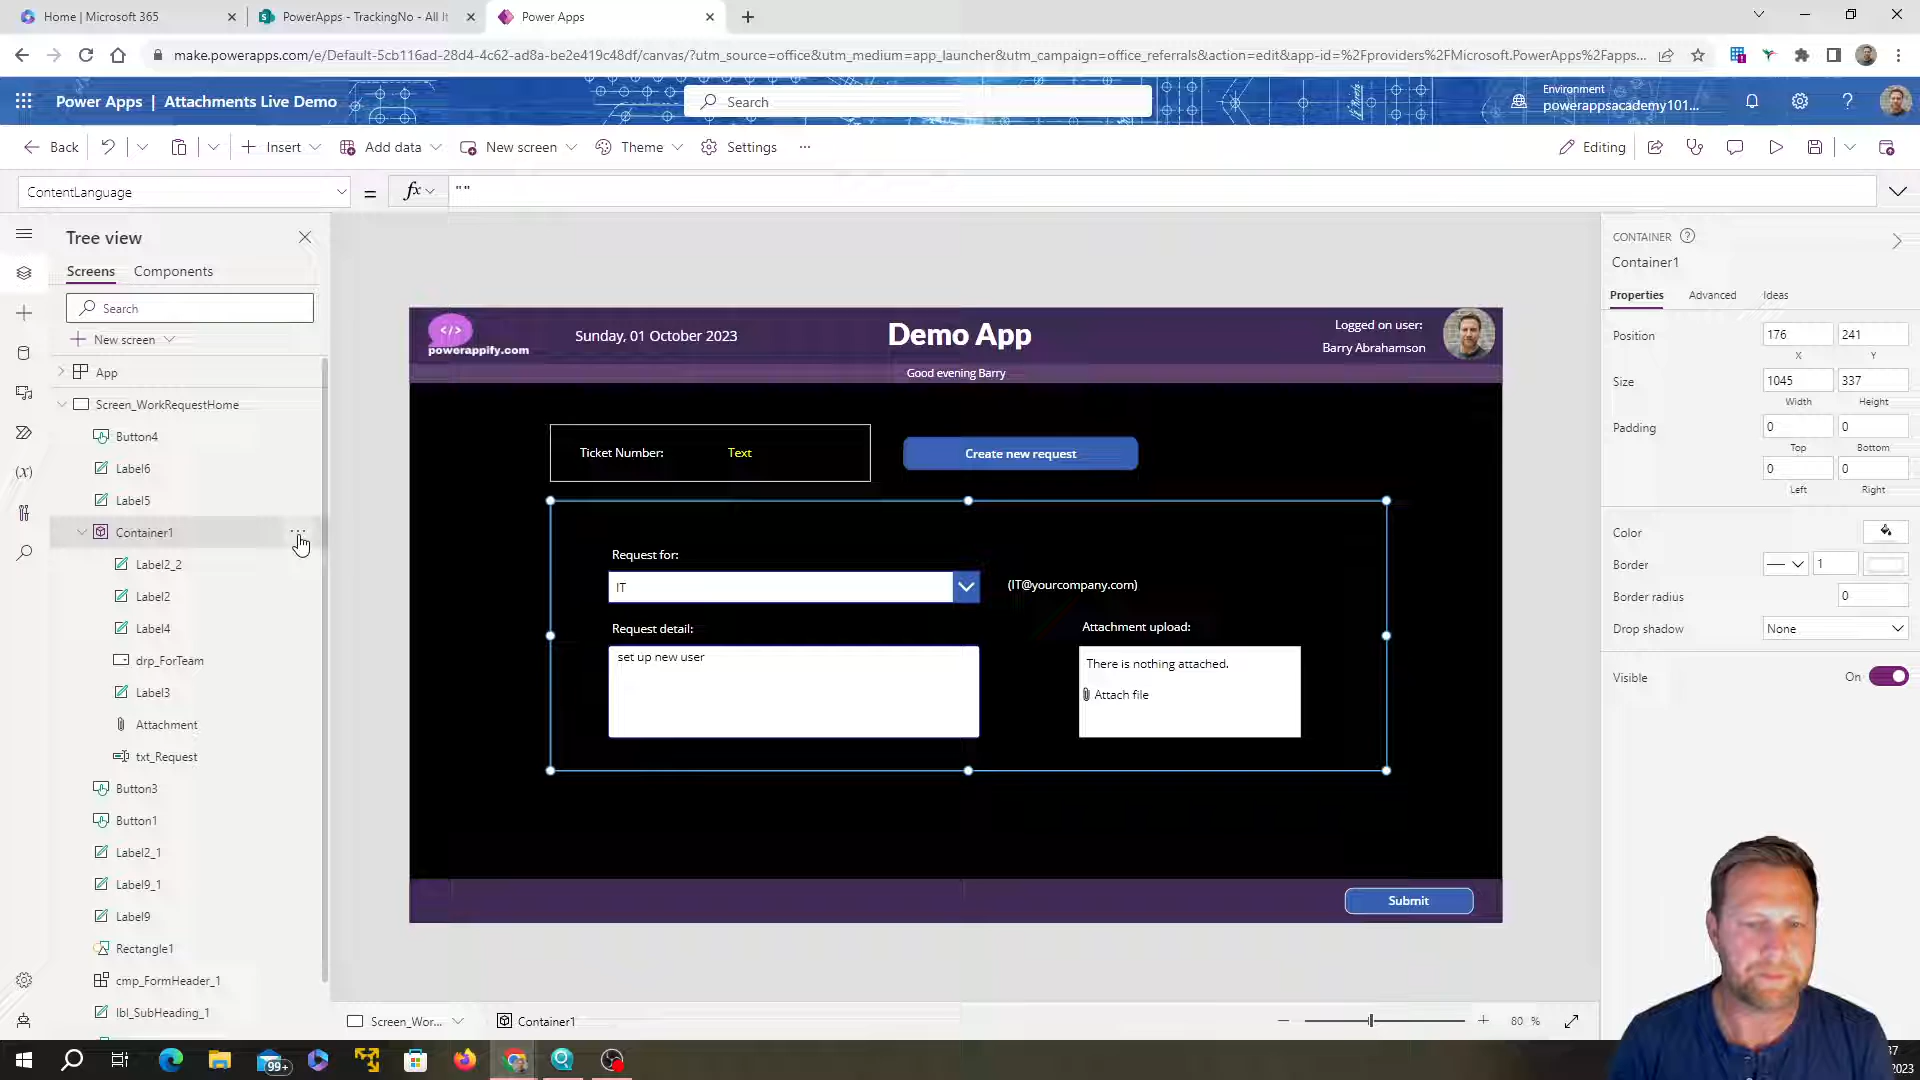 Home | Microsoft 365
PowerApps - TrackingNo - All It
Power Apps
make.powerapps.com/e/Default-5cb116ad-28d4-4c62-ad8a-be2e419c48df/canvas/?utm_source=office&utm_medium=app_launcher&utm_campaign=office_referrals&action=edit&app-id=%2Fproviders%2FMicrosoft.PowerApps%2Fapps...
Power Apps | Attachments Live Demo
Search
Environment
powerappsacademy101...
Back
Insert
Add data
New screen
Theme
Settings
...
Editing
ContentLanguage
=
fx
""
Tree view
Screens
Components
Search
New screen
App
Screen_WorkRequestHome
Button4
Label6
Label5
Container1
Label2_2
Label2
Label4
drp_ForTeam
Label3
Attachment
txt_Request
Button3
Button1
Label2_1
Label9_1
Label9
Rectangle1
cmp_FormHeader_1
lbl_SubHeading_1
</>
powerappify.com
Sunday, 01 October 2023
Demo App
Logged on user:
Barry Abrahamson
Good evening Barry
Ticket Number:
Text
Create new request
Request for:
IT
(IT@yourcompany.com)
Request detail:
set up new user
Attachment upload:
There is nothing attached.
Attach file
Submit
Screen_Wor...
Container1
80 %
CONTAINER
Container1
Properties
Advanced
Ideas
Position
176
241
X
Y
Size
1045
337
Width
Height
Padding
0
0
Top
Bottom
0
0
Left
Right
Color
Border
1
Border radius
0
Drop shadow
None
Visible
On
99+
37
2023